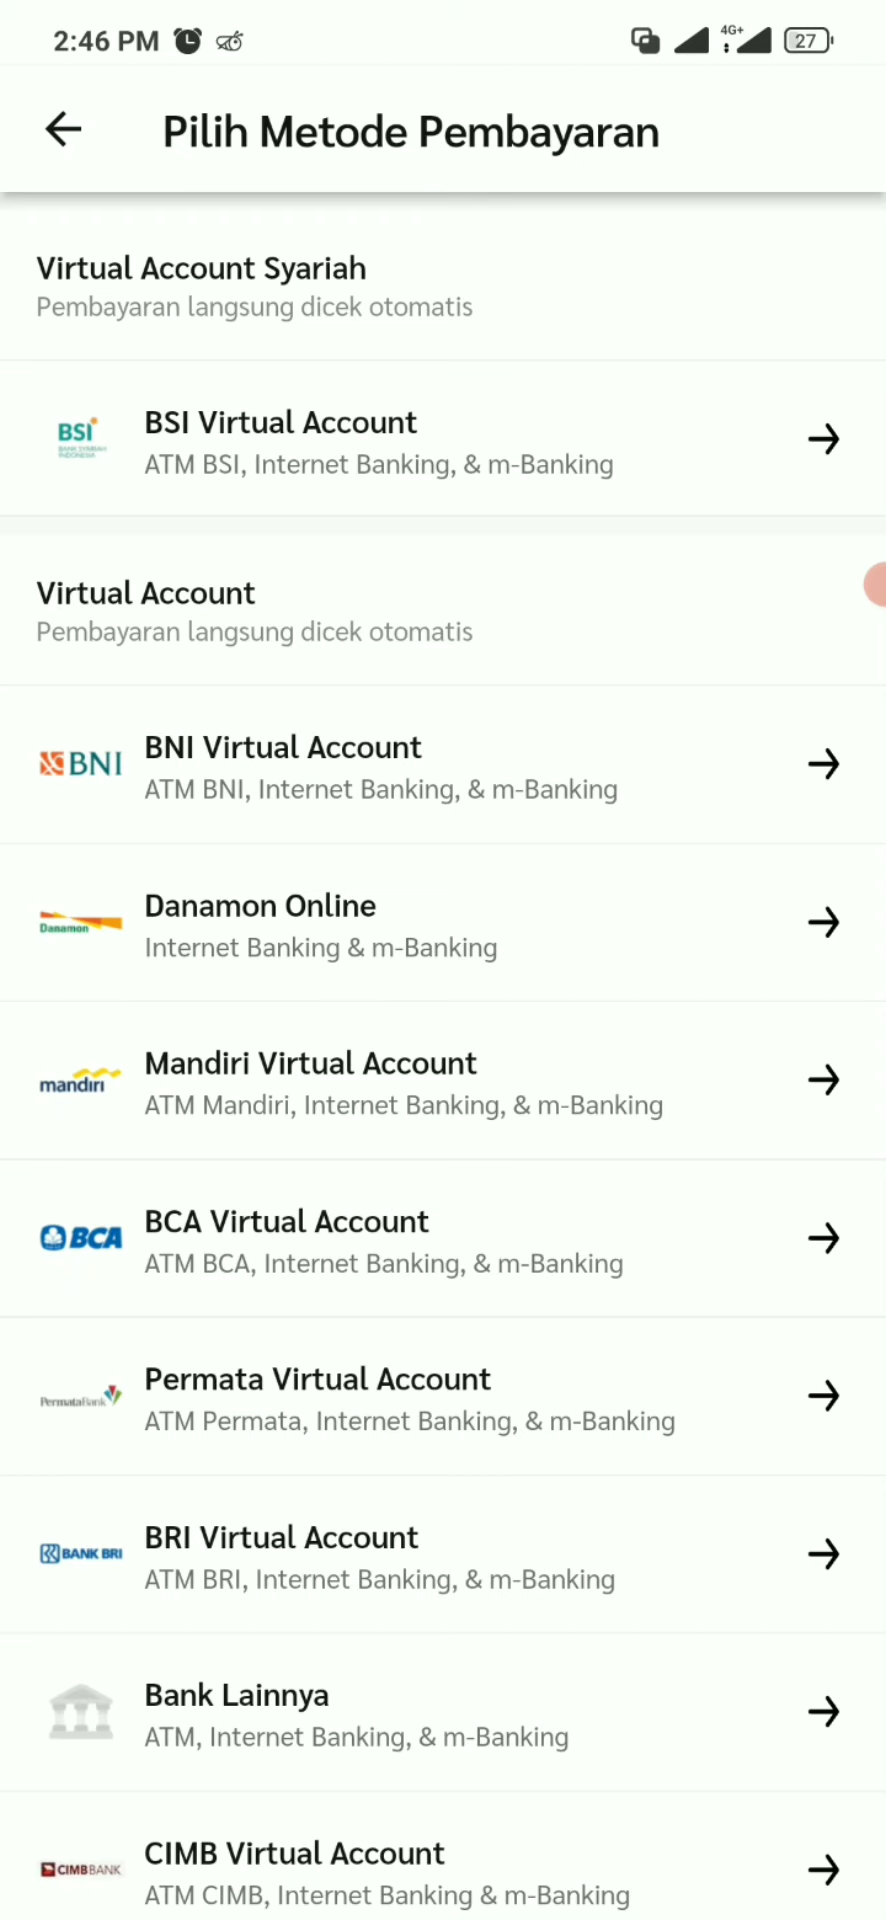 2:46 PM
4G+
27
Pilih Metode Pembayaran
Virtual Account Syariah
Pembayaran langsung dicek otomatis
BSI
BANK SYARIAH
INDONESIA
BSI Virtual Account
ATM BSI, Internet Banking, & m-Banking
Virtual Account
Pembayaran langsung dicek otomatis
BNI
BNI Virtual Account
ATM BNI, Internet Banking, & m-Banking
Danamon
Danamon Online
Internet Banking & m-Banking
mandiri
Mandiri Virtual Account
ATM Mandiri, Internet Banking, & m-Banking
BCA
BCA Virtual Account
ATM BCA, Internet Banking, & m-Banking
PermataBank
Permata Virtual Account
ATM Permata, Internet Banking, & m-Banking
BANK BRI
BRI Virtual Account
ATM BRI, Internet Banking, & m-Banking
Bank Lainnya
ATM, Internet Banking, & m-Banking
CIMB BANK
CIMB Virtual Account
ATM CIMB, Internet Banking & m-Banking